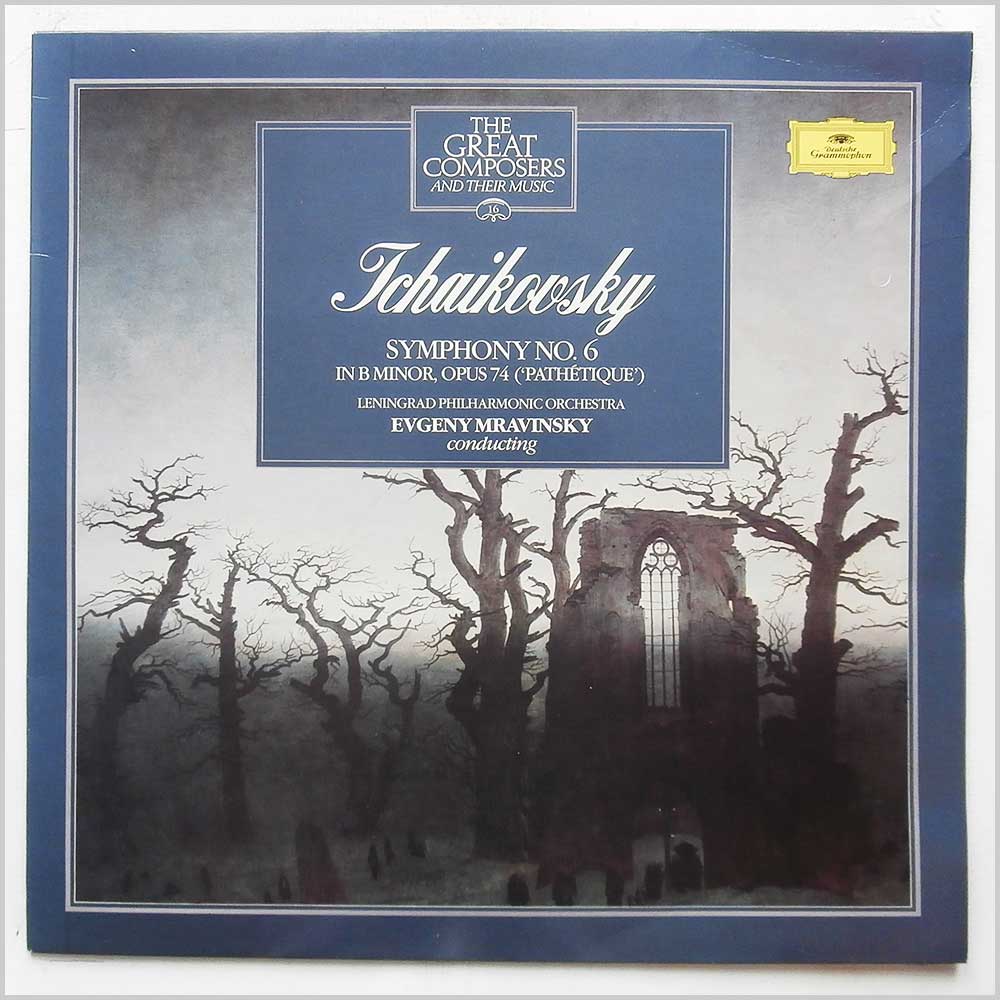 THE
GREAT
COMPOSERS
AND THEIR MUSIC
16
Deutsche
Grammophon
Tchaikovsky
SYMPHONY NO. 6
IN B MINOR, OPUS 74 (‘PATHÉTIQUE’)
LENINGRAD PHILHARMONIC ORCHESTRA
EVGENY MRAVINSKY
conducting